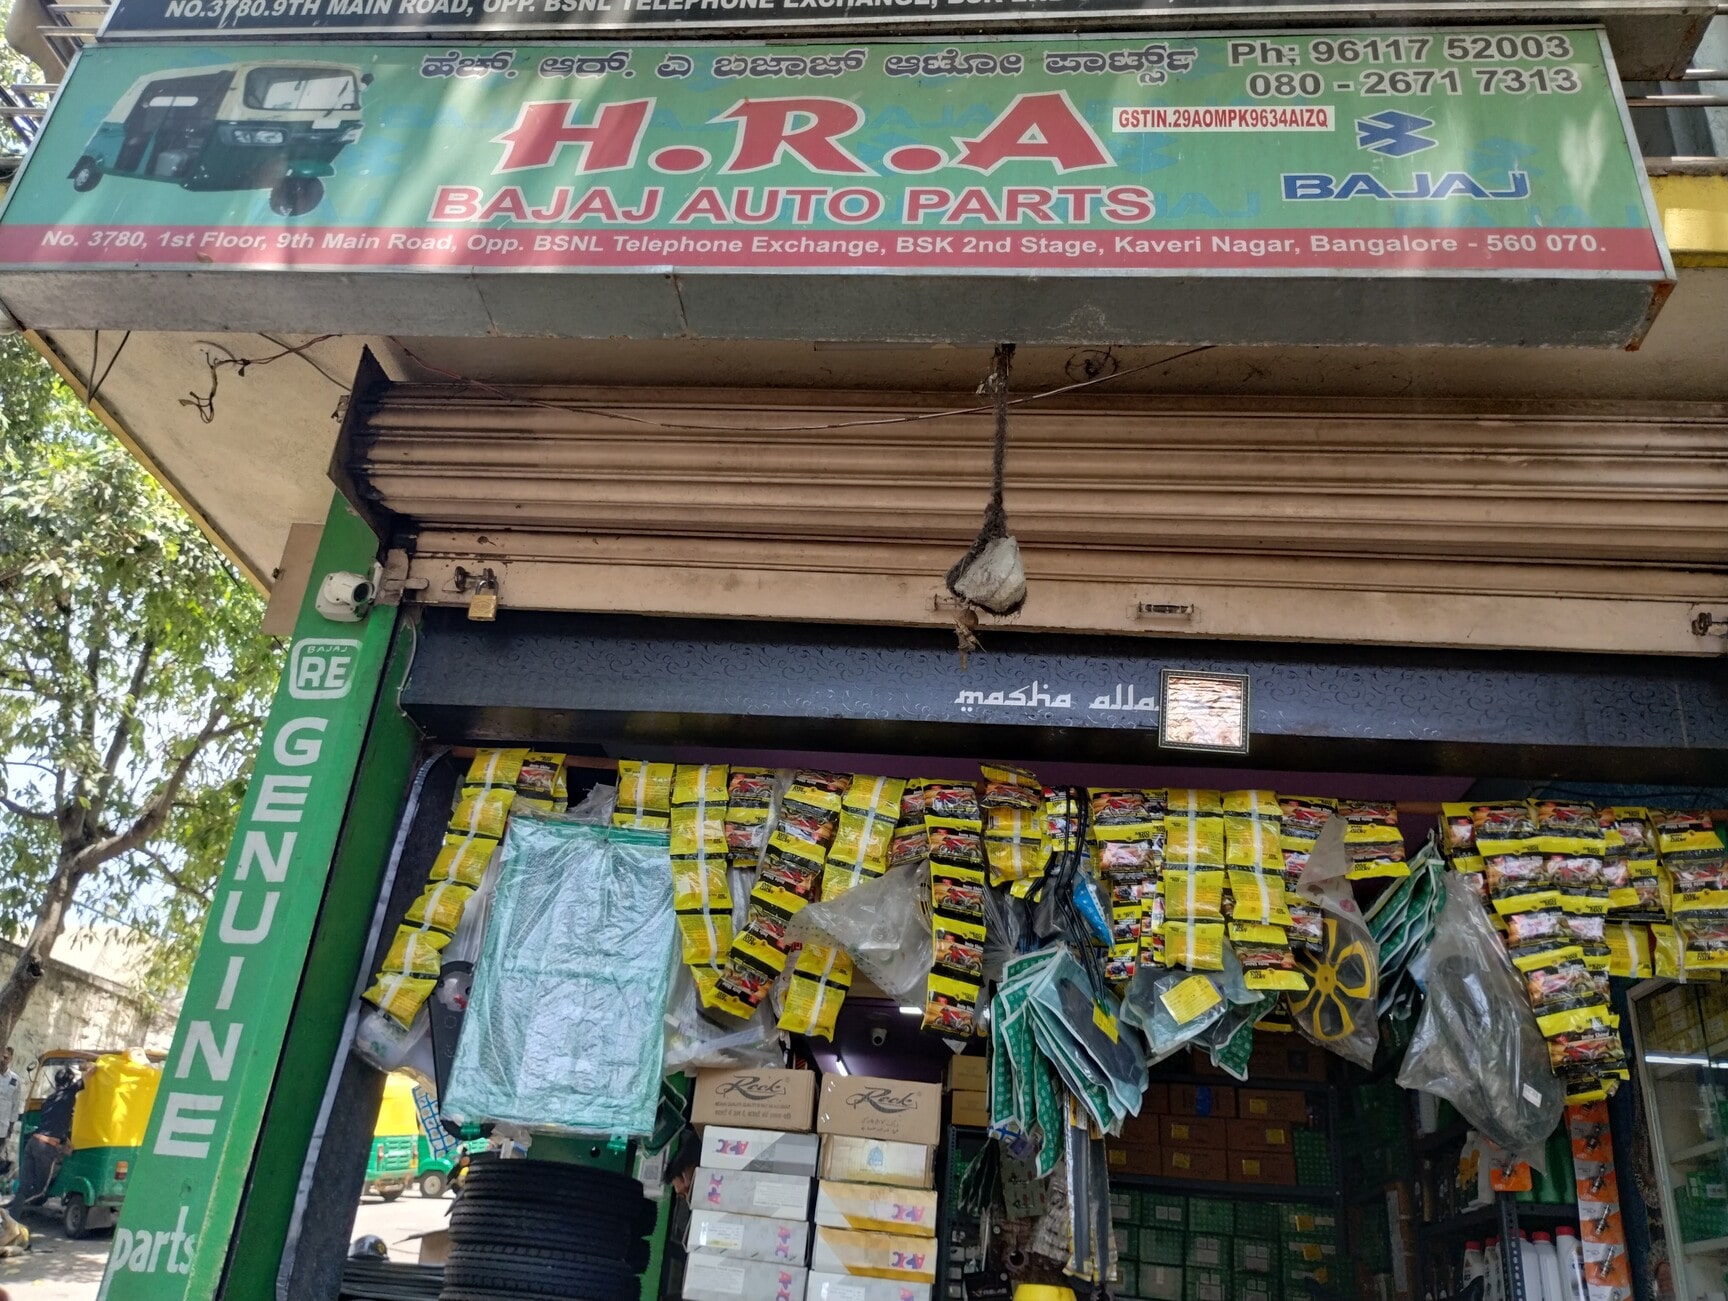 NO.3780.9TH MAIN ROAD, OPP. BSNL TELEPHONE EXCHANGE,
ಹೆಚ್. ಆರ್. ಎ ಬಜಾಜ್ ಆಟೋ ಪಾರ್ಟ್ಸ್
Ph: 96117 52003
080 - 2671 7313
H.R.A
GSTIN.29AOMPK9634AIZQ
BAJAJ
BAJAJ AUTO PARTS
No. 3780, 1st Floor, 9th Main Road, Opp. BSNL Telephone Exchange, BSK 2nd Stage, Kaveri Nagar, Bangalore - 560 070.
BAJAJ
RE
GENUINE
parts
masha alla
Rock
Rock